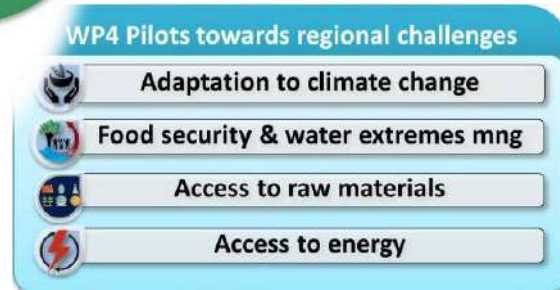 WP4 Pilots towards regional challenges
Adaptation to climate change
Food security & water extremes mng
Access to raw materials
Access to energy